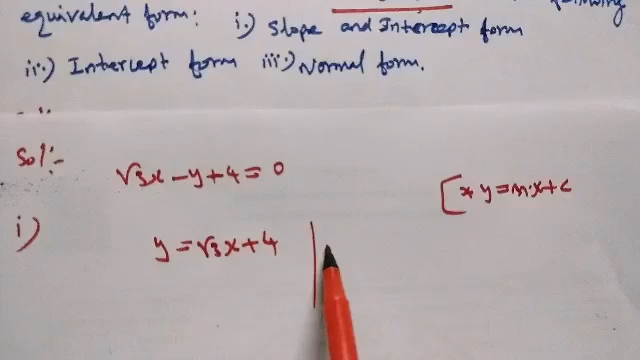 equivalent form: i.) Slope and Intercept form
ii.) Intercept form iii.) Normal form.
Sol:-
√3x - y + 4 = 0
[* y = m·x + c
i) y = √3x + 4